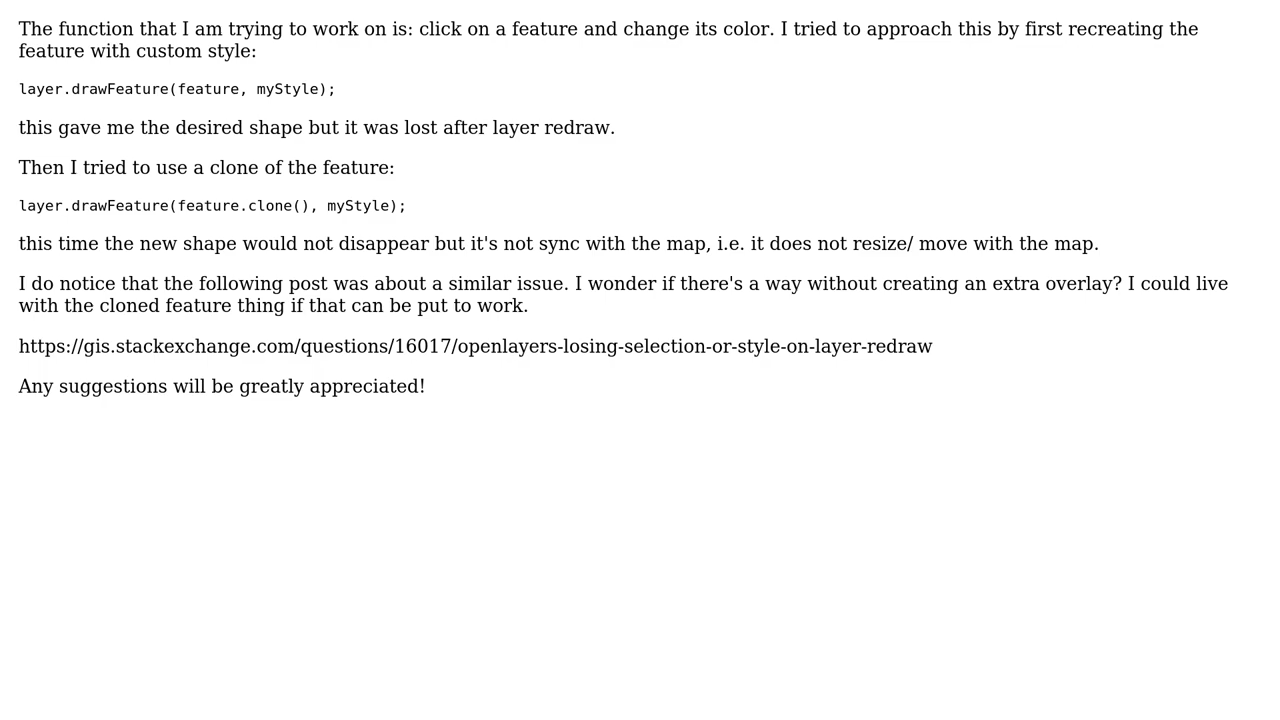 The function that I am trying to work on is: click on a feature and change its color. I tried to approach this by first recreating the
feature with custom style:
layer.drawFeature(feature, myStyle);
this gave me the desired shape but it was lost after layer redraw.
Then I tried to use a clone of the feature:
layer.drawFeature(feature.clone(), myStyle);
this time the new shape would not disappear but it's not sync with the map, i.e. it does not resize/ move with the map.
I do notice that the following post was about a similar issue. I wonder if there's a way without creating an extra overlay? I could live
with the cloned feature thing if that can be put to work.
https://gis.stackexchange.com/questions/16017/openlayers-losing-selection-or-style-on-layer-redraw
Any suggestions will be greatly appreciated!